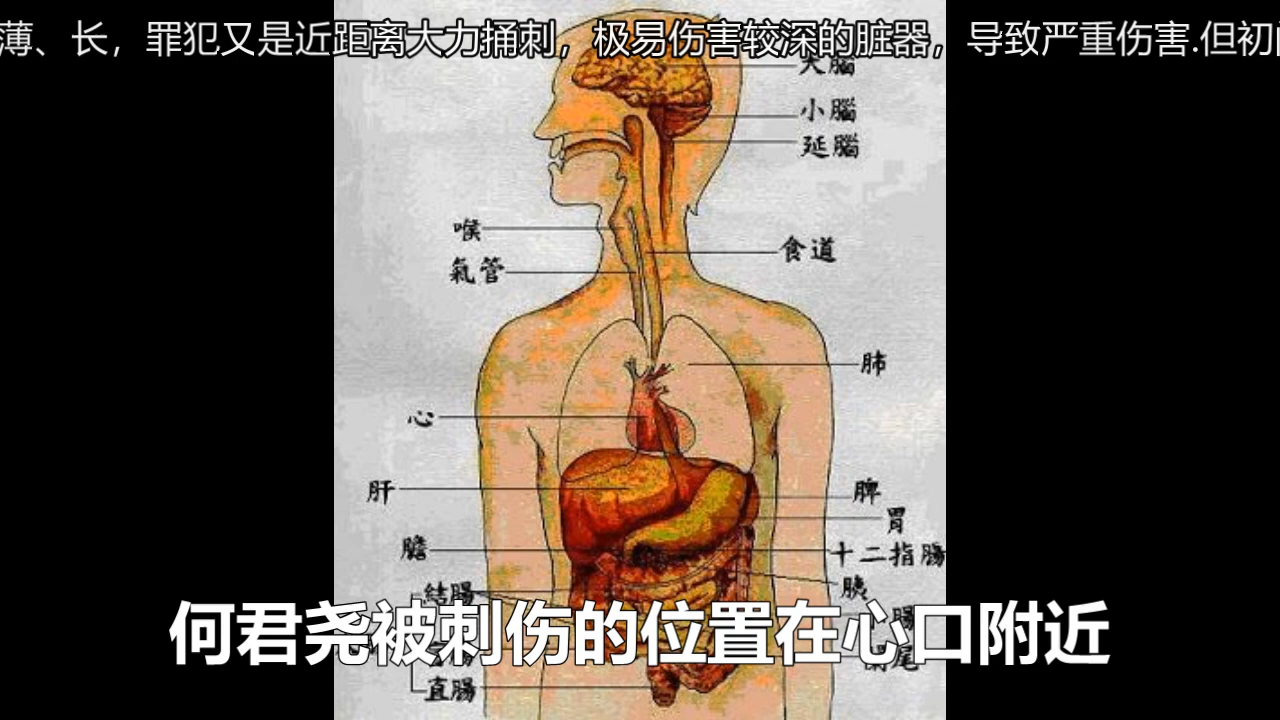 薄、长，罪犯又是近距离大力捅刺，极易伤害较深的脏器，导致严重伤害.但初
大腦
小腦
延腦
喉
食道
氣管
肺
心
肝
脾
胃
膽
十二指腸
胰
結腸
何君尧被刺伤的位置在心口附近
直腸